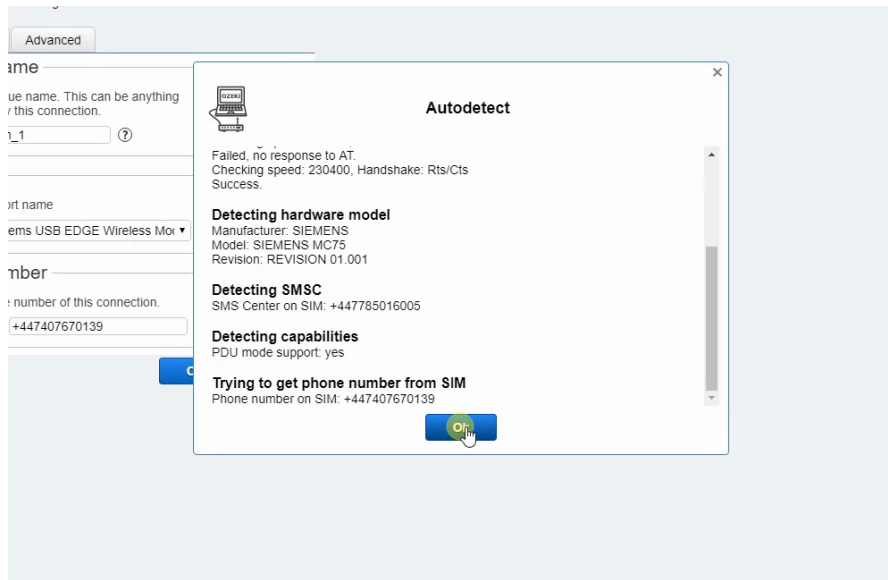 Advanced
ame
ue name. This can be anything
y this connection.
n_1
?
ort name
ems USB EDGE Wireless Mo
mber
e number of this connection.
+447407670139
OZEKI
Autodetect
Failed, no response to AT.
Checking speed: 230400, Handshake: Rts/Cts
Success.
Detecting hardware model
Manufacturer: SIEMENS
Model: SIEMENS MC75
Revision: REVISION 01.001
Detecting SMSC
SMS Center on SIM: +447785016005
Detecting capabilities
PDU mode support: yes
Trying to get phone number from SIM
Phone number on SIM: +447407670139
Ok